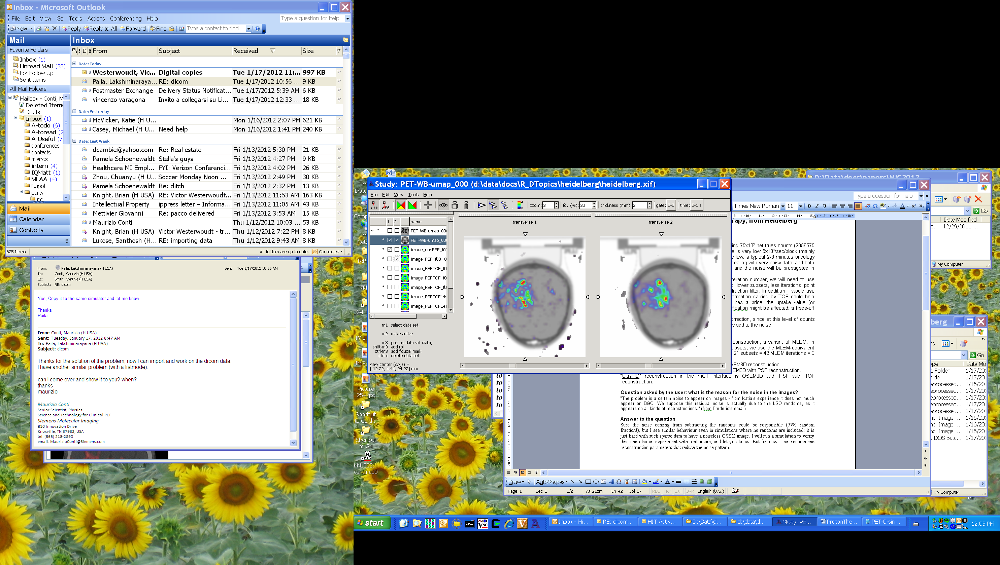 Inbox - Microsoft Outlook
File Edit View Go Tools Actions Conferencing Help
Type a question for help
New Reply Reply to All Forward Find Type a contact to find
Mail
Favorite Folders
Inbox (1)
Unread Mail (38)
For Follow Up
Sent Items
All Mail Folders
Mailbox - Conti, M
Deleted Items
Drafts
Inbox (1)
A-todo (6)
A-toread (2
A-Useful (7
conferences
contacts
friends
intern (4)
IQMatt (1)
MLAA (4)
Napoli
party
no
Mail
Calendar
Contacts
625 Items
Inbox
From Subject Received Size
Date: Today
Westerwoudt, Vic... Digital copies Tue 1/17/2012 11:... 997 KB
Paila, Lakshminaraya... RE: dicom Tue 1/17/2012 10:56 ... 9 KB
Postmaster Exchange Delivery Status Notificat... Tue 1/17/2012 5:39 AM 6 KB
vincenzo varagona Invito a collegarsi su Li... Tue 1/17/2012 12:33 ... 18 KB
Date: Yesterday
McVicker, Katie (H U... Mon 1/16/2012 2:07 PM 621 KB
Casey, Michael (H U... Need help Mon 1/16/2012 1:41 PM 240 KB
Date: Last Week
dcambie@yahoo.com Re: Real estate Fri 1/13/2012 5:30 PM 21 KB
Pamela Schoenewaldt Stella's guys Fri 1/13/2012 4:27 PM 9 KB
Healthcare MI Empl... FYI: Verizon Conferenci... Fri 1/13/2012 4:02 PM 26 KB
Zhou, Chuanyu (H U... Soccer Monday Noon ... Fri 1/13/2012 2:49 PM 30 KB
Pamela Schoenewaldt Re: ditch Fri 1/13/2012 2:32 PM 13 KB
Knight, Brian (H USA) RE: Victor Westerwoudt... Fri 1/13/2012 11:53 AM 163 KB
Intellectual Property ippress letter – Informa... Fri 1/13/2012 11:05 AM 43 KB
Mettivier Giovanni Re: pacco delivered Fri 1/13/2012 3:53 AM 15 KB
Maurizio Conti Thu 1/12/2012 10:03 ... 53 KB
Knight, Brian (H USA) Victor Westerwoudt - tr... Thu 1/12/2012 7:22 PM 8 KB
Lukose, Santhosh (H... RE: importing data Thu 1/12/2012 9:43 AM 8 KB
All folders are up to date. Connected
From: Paila, Lakshminarayana (H USA) Sent: Tue 1/17/2012 10:56 AM
To: Conti, Maurizio (H USA)
Cc: Smith, Cynthia (H USA)
Subject: RE: dicom
Yes, Copy it to the same simulator and let me know.
Thanks
Paila
From: Conti, Maurizio (H USA)
Sent: Tuesday, January 17, 2012 8:47 AM
To: Paila, Lakshminarayana (H USA)
Subject: dicom
Thanks for the solution of the problem, now I can import and work on the dicom data.
I have another similar problem (with a listmode).
can I come over and show it to you? when?
thanks
maurizio
Maurizio Conti
Senior Scientist, Physics
Science and Technology for Clinical PET
Siemens Molecular Imaging
810 Innovation Drive
Knoxville, TN 37932, USA
tel. (865) 218-2390
email: MaurizioConti@Siemens.com
Study: PET-WB-umap_000 (d:\data\docs\R_DTopics\heidelberg\heidelberg.xif)
File Edit View Tools Help
zoom: 3 fov (%): 30 thickness (mm): 2 gate: 0-0 time: 0-1 s
1 2 name
PET-WB-umap_00
PET-WB-umap_00
image_nonPSF_f0
image_PSF_f00_i0
image_PSFTOF_f0
image_PSFTOF_f0
image_PSFTOF_f0
image_PSFTOF14s
image_PSFTOF14s
m1 select data set
m2 make active
m3 pop up data set dialog
shift-m3 add roi
ctrl-m3 add fiducial mark
ctrl-x delete data set
view center (x,y,z) =
[-12.22, 4.44,-24.22] mm
transverse 1
transverse 2
D:\Data\docs\papers\MIC2012
Type a question for help
Times New Roman 11 B I U
Go
Date Modified
12/29/2011 ...
My Computer
rapy, from Heidelberg
ing 75x10³ net trues counts (2056575
e is very low 5x10³/sec/block (mainly
y low: a typical 2-3 minutes oncology
dealing with very noisy data, and both
, and the noise will be propagated in
teration number, we will need to use
: lower subsets, less iterations, point
truction filter. In addition, I would use
ormation carried by TOF could help
has a price, the uptake value (or
ification might be affected: a trade-off
orrection, since at this level of counts
ly add to the noise.
econstruction, a variant of MLEM. In
ubsets, we use the MLEM-equivalent
21 subsets = 42 MLEM iterations = 3
SEM3D reconstruction.
EM3D with PSF reconstruction.
"UltraHD" reconstruction in the mCT interface is OSEM3D with PSF with TOF
reconstruction.
Question asked by the user: what is the reason for the noise in the images?
"The problem is a certain noise to appear on images - from Katia's experience it does not much
appear on BGO. We suppose this residual noise is actually due to the LSO randoms, as it
appears on all kinds of reconstructions." (from Frederic's email)
Answer to the question
Sure the noise coming from subtracting the randoms could be responsible (97% random
fraction!), but I see similar behaviour even in simulations where no randoms are included: it is
just hard with such sparse data to have a noiseless OSEM image. I will run a simulation to verify
this, and also an experiment with a phantom, and let you know. But for now I can recommend
reconstruction parameters that reduce the noise pattern.
Draw AutoShapes
Page 1 Sec 1 1/2 At 21cm Ln 42 Col 57 REC TRK EXT OVR English (U.S.)
berg
Go
ype Date Mo
e Folder 1/17/20
hide 1/17/20
eprocessed... 1/16/20
eprocessed... 1/17/20
eprocessed... 1/17/20
eprocessed... 1/17/20
eprocessed... 1/17/20
nci Image ... 1/16/20
nci Image ... 1/16/20
nci Image ... 1/16/20
S-DOS Batc... 1/17/20
My Computer
to
to
to
to
to
Picture
254.jpg
Shortcut
to Cold...
Shortcut
to G4
KNL053...
contma00
start
Inbox - Mi... RE: dicom... HIT Activ... D:\Data\d... d:\data\d... Study: PE... ProtonThe... PET-0-sin...
12:03 PM